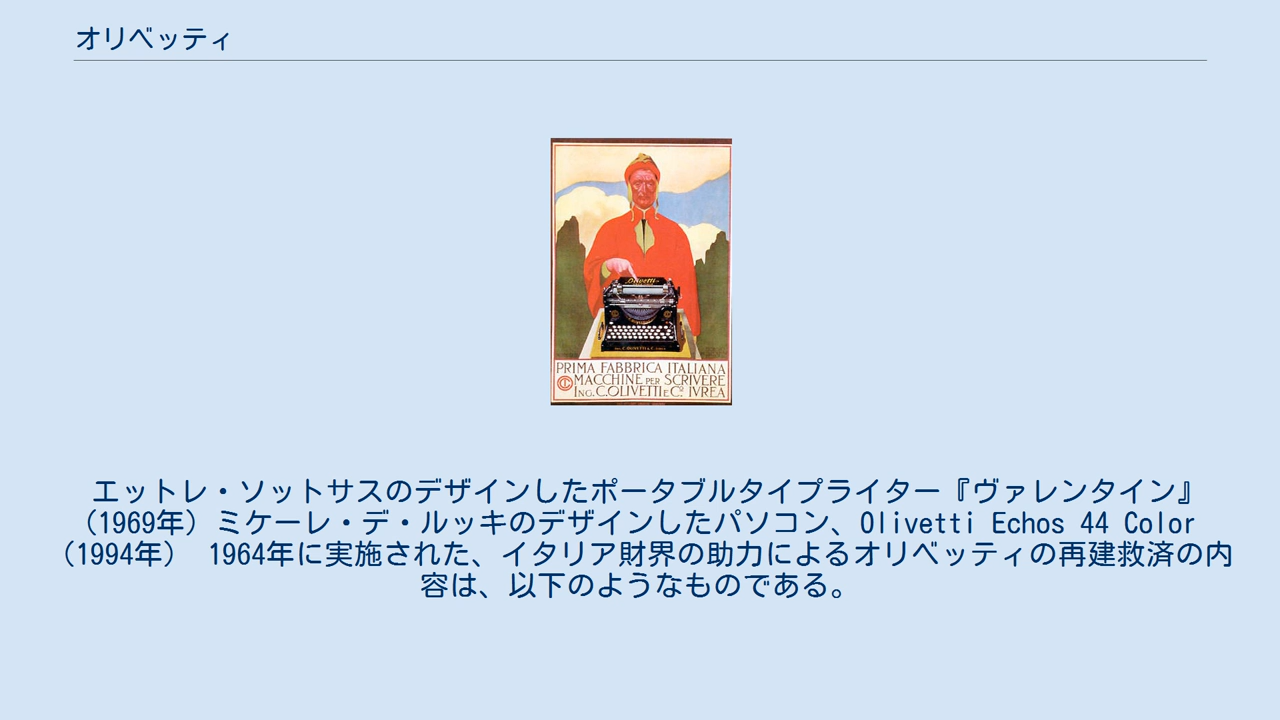 オリベッティ
Olivetti
PRIMA FABBRICA ITALIANA
MACCHINE PER SCRIVERE
ING. C. OLIVETTI E C° IVREA
エットレ・ソットサスのデザインしたポータブルタイプライター『ヴァレンタイン』
（1969年）ミケーレ・デ・ルッキのデザインしたパソコン、Olivetti Echos 44 Color
（1994年） 1964年に実施された、イタリア財界の助力によるオリベッティの再建救済の内
容は、以下のようなものである。